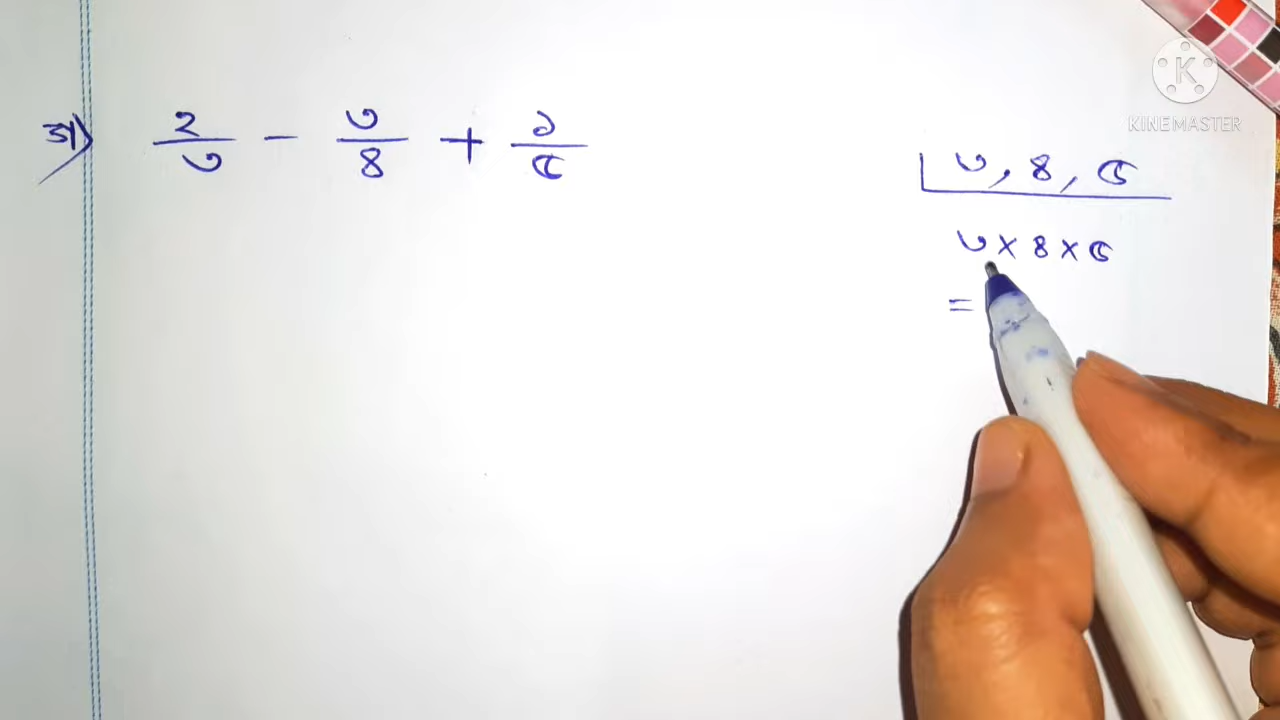 অ) ২/৩ - ৩/৪ + ১/৫
৩, ৪, ৫
৩ × ৪ × ৫
=
K
KINEMASTER